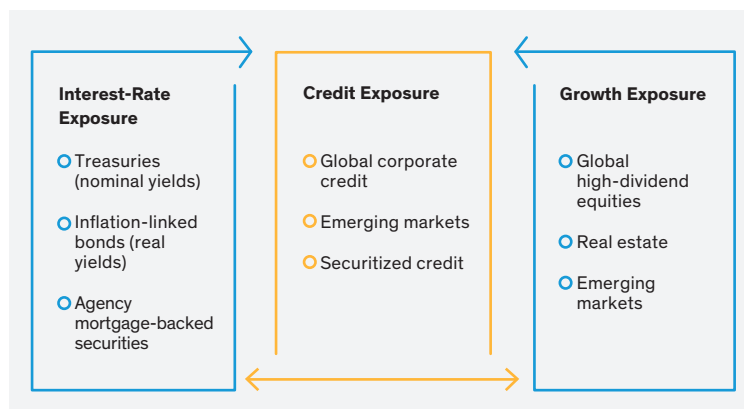 Interest-Rate
Exposure
Treasuries
(nominal yields)
Inflation-linked
bonds (real
yields)
Agency
mortgage-backed
securities
Credit Exposure
Global corporate
credit
Emerging markets
Securitized credit
Growth Exposure
Global
high-dividend
equities
Real estate
Emerging
markets